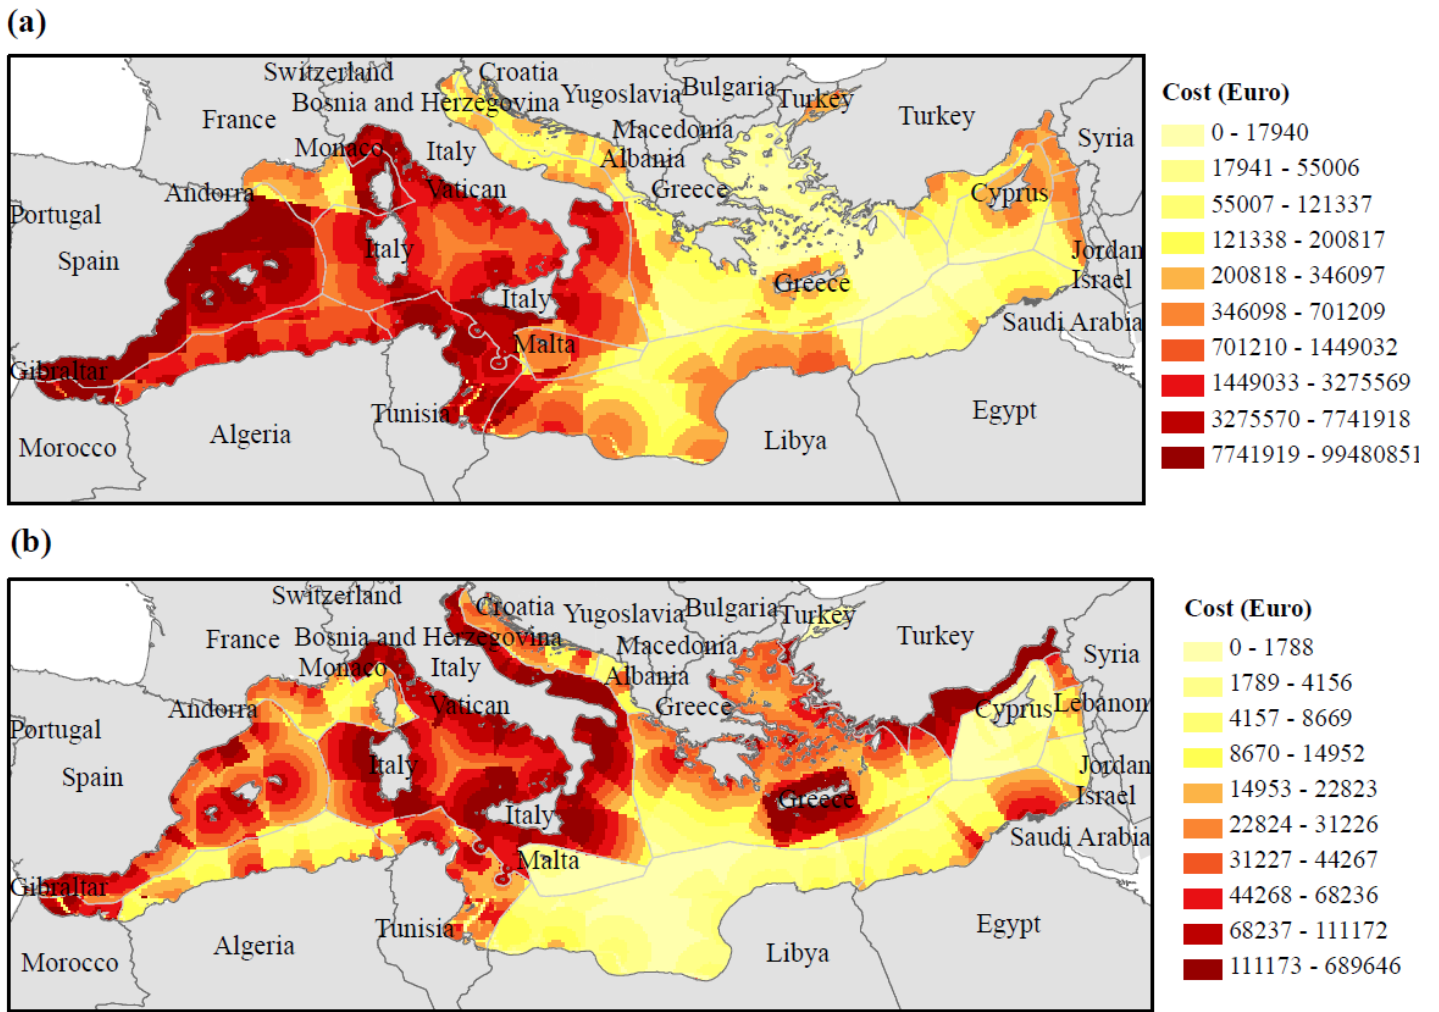 (a)
Switzerland
Croatia
Bosnia and Herzegovina
Yugoslavia
Bulgaria
Turkey
Turkey
France
Macedonia
Syria
Monaco
Italy
Albania
Andorra
Vatican
Greece
Cyprus
Portugal
Spain
Italy
Jordan
Greece
Israel
Italy
Saudi Arabia
Malta
Gibraltar
Tunisia
Egypt
Algeria
Libya
Morocco
Cost (Euro)
0 - 17940
17941 - 55006
55007 - 121337
121338 - 200817
200818 - 346097
346098 - 701209
701210 - 1449032
1449033 - 3275569
3275570 - 7741918
7741919 - 99480851
(b)
Switzerland
Croatia
Yugoslavia
Bulgaria
Turkey
France
Bosnia and Herzegovina
Macedonia
Turkey
Syria
Monaco
Italy
Albania
Andorra
Vatican
Greece
Cyprus
Lebanon
Portugal
Spain
Italy
Jordan
Greece
Israel
Italy
Saudi Arabia
Malta
Gibraltar
Tunisia
Egypt
Algeria
Libya
Morocco
Cost (Euro)
0 - 1788
1789 - 4156
4157 - 8669
8670 - 14952
14953 - 22823
22824 - 31226
31227 - 44267
44268 - 68236
68237 - 111172
111173 - 689646